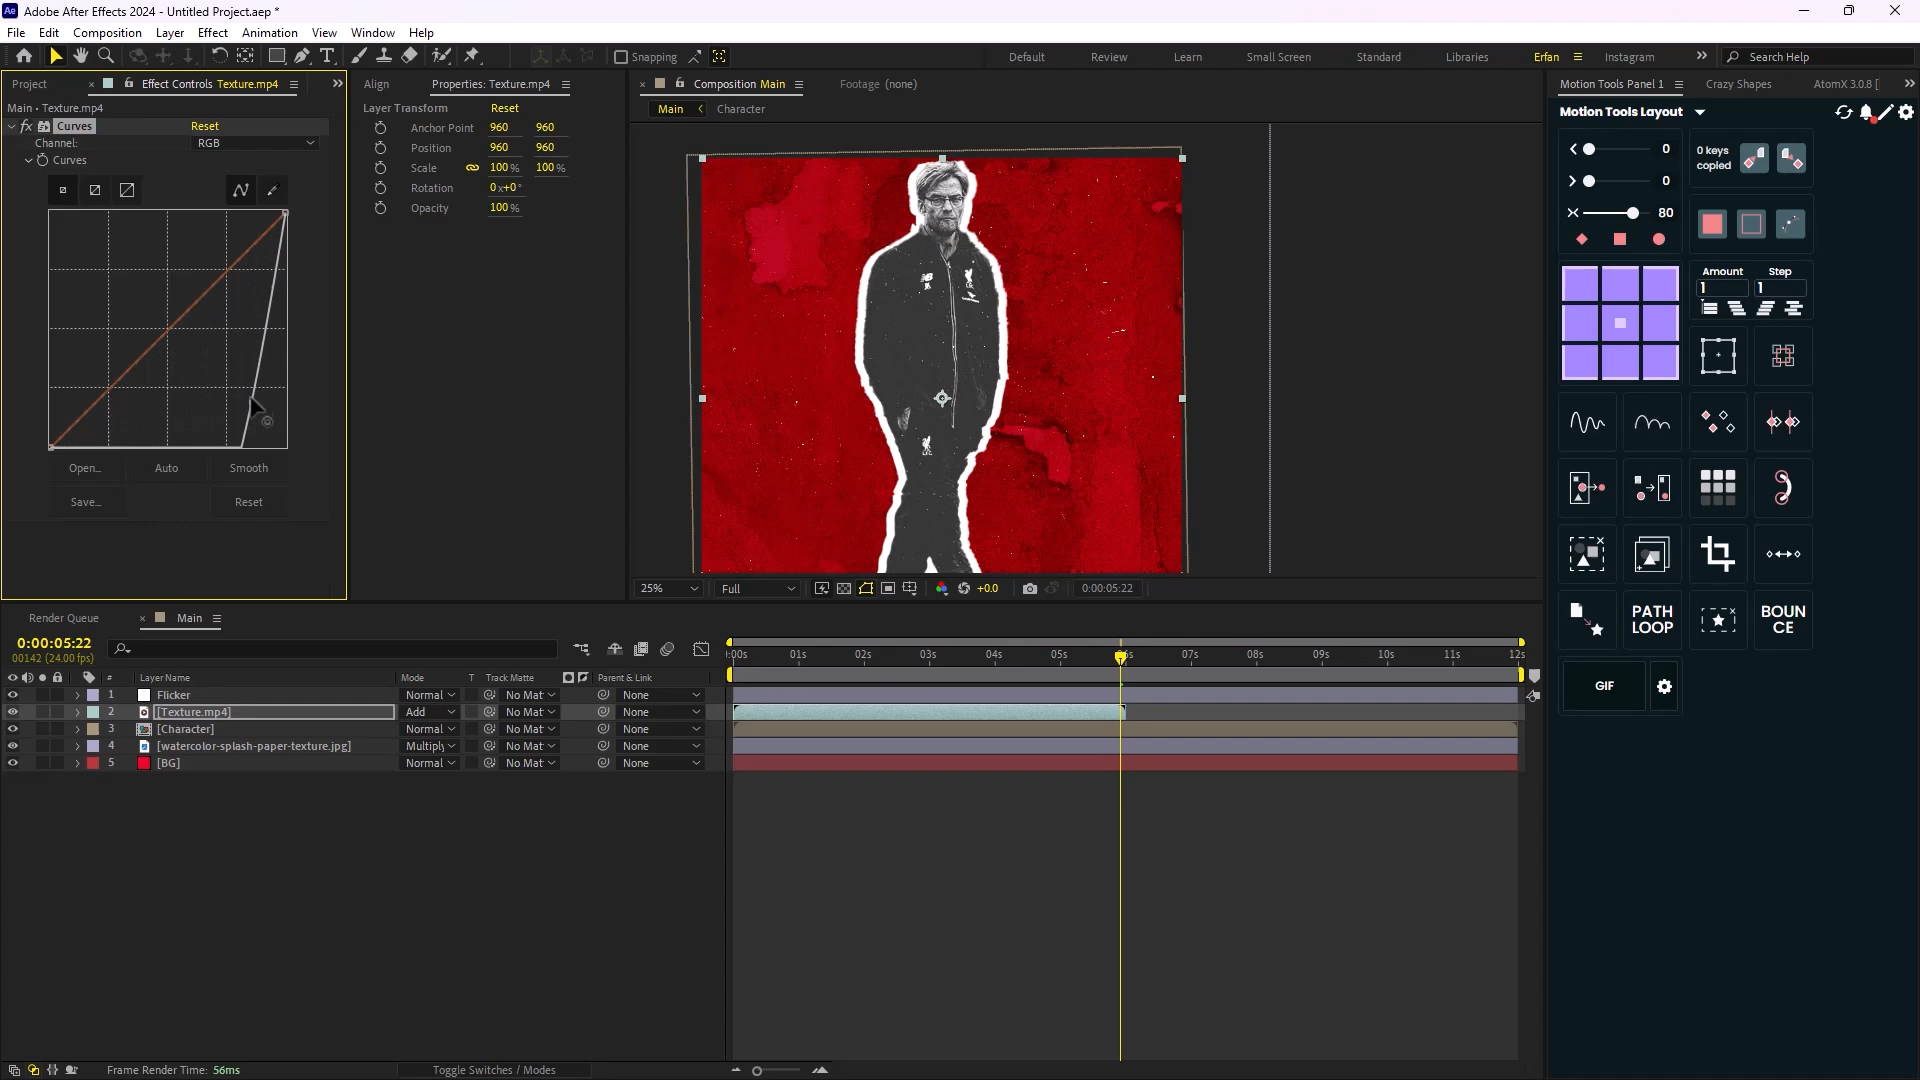 Adobe After Effects 2024 - Untitled Project.aep *
File Edit Composition Layer Effect Animation View Window Help
Snapping Default Review Learn Small Screen Standard Libraries Erfan Instagram Search Help
Project Effect Controls Texture.mp4
Main • Texture.mp4
fx Curves Reset
Channel: RGB
Curves
Open... Auto Smooth
Save... Reset
Align Properties: Texture.mp4
Layer Transform Reset
Anchor Point 960 960
Position 960 960
Scale 100 % 100 %
Rotation 0x+0°
Opacity 100 %
Composition Main Footage (none)
Main Character
25% Full +0.0 0:00:05:22
Motion Tools Panel 1 Crazy Shapes AtomX 3.0.8 [
Motion Tools Layout
0
0
80
0 keys
copied
Amount Step
1 1
PATH
LOOP
BOUN
CE
GIF
Render Queue Main
0:00:05:22
00142 (24.00 fps)
:00s 01s 02s 03s 04s 05s 07s 08s 09s 10s 11s 12s
# Layer Name Mode T Track Matte Parent & Link
1 Flicker Normal No Mat None
2 [Texture.mp4] Add No Mat None
3 [Character] Normal No Mat None
4 [watercolor-splash-paper-texture.jpg] Multiply No Mat None
5 [BG] Normal No Mat None
Frame Render Time: 56ms Toggle Switches / Modes